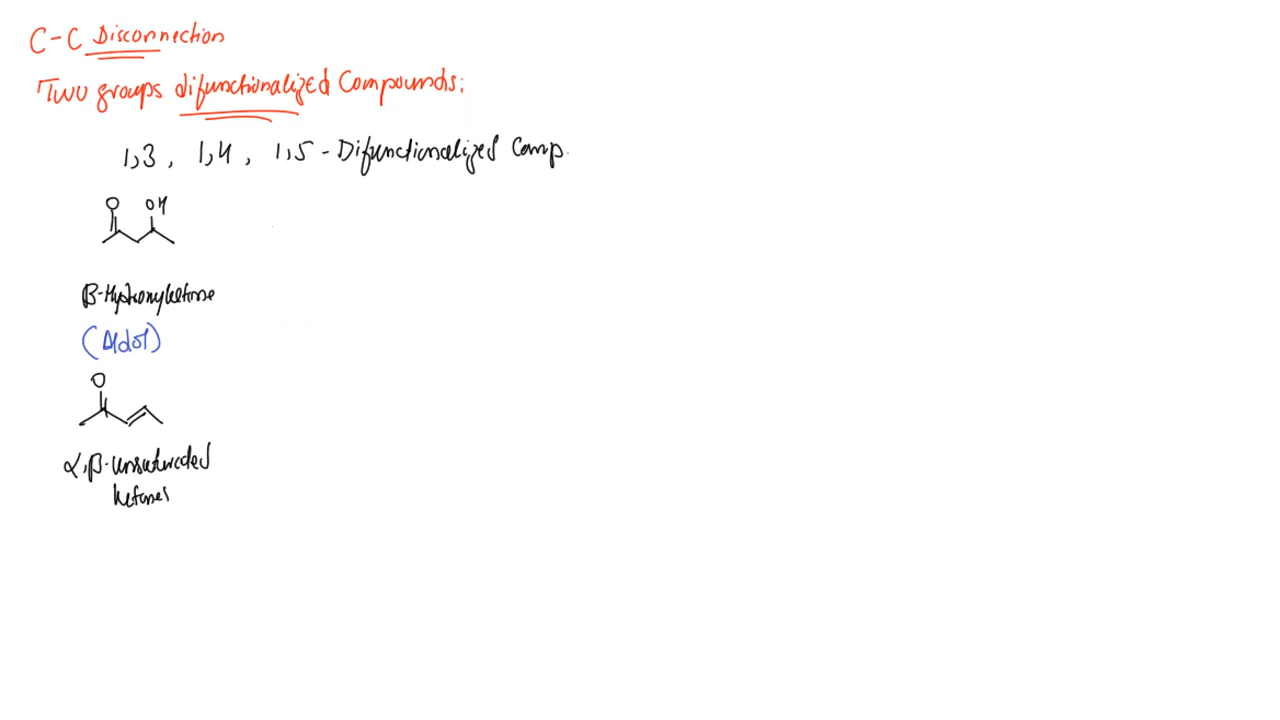 C-C Disconnection
Two groups difunctionalized Compounds:
1,3 , 1,4 , 1,5 - Difunctionalized Comp.
O OH
β-Hydroxyketone
(Aldol)
O
α,β-unsaturated
ketones